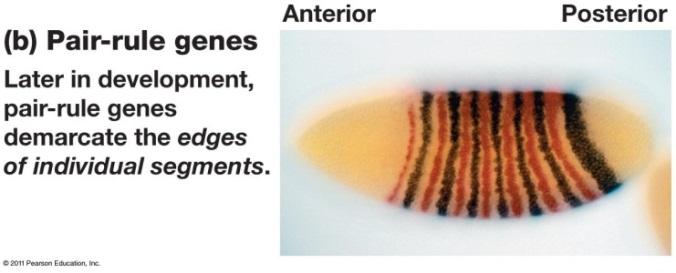 Anterior
Posterior
(b) Pair-rule genes
Later in development,
pair-rule genes
demarcate the edges
of individual segments.
© 2011 Pearson Education, Inc.